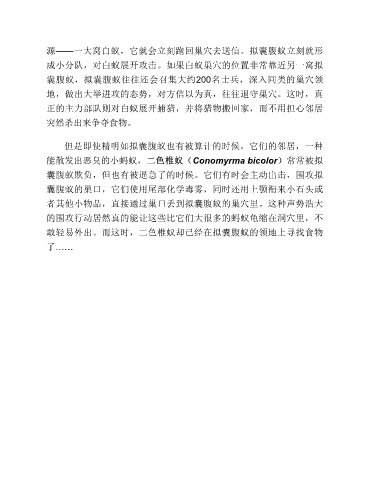 源——一大窝白蚁，它就会立刻跑回巢穴去送信。拟囊腹蚁立刻就形
成小分队，对白蚁展开攻击。如果白蚁巢穴的位置非常靠近另一窝拟
囊腹蚁，拟囊腹蚁往往还会召集大约200名士兵，深入同类的巢穴领
地，做出大举进攻的态势，对方信以为真，往往退守巢穴。这时，真
正的主力部队则对白蚁展开捕猎，并将猎物搬回家，而不用担心邻居
突然杀出来争夺食物。
但是即使精明如拟囊腹蚁也有被算计的时候。它们的邻居，一种
能散发出恶臭的小蚂蚁，二色椎蚁（Conomyrma bicolor）常常被拟
囊腹蚁欺负，但也有被逼急了的时候。它们有时会主动出击，围攻拟
囊腹蚁的巢口，它们使用尾部化学毒雾，同时还用上颚衔来小石头或
者其他小物品，直接通过巢口丢到拟囊腹蚁的巢穴里。这种声势浩大
的围攻行动居然真的能让这些比它们大很多的蚂蚁龟缩在洞穴里，不
敢轻易外出。而这时，二色椎蚁却已经在拟囊腹蚁的领地上寻找食物
了……